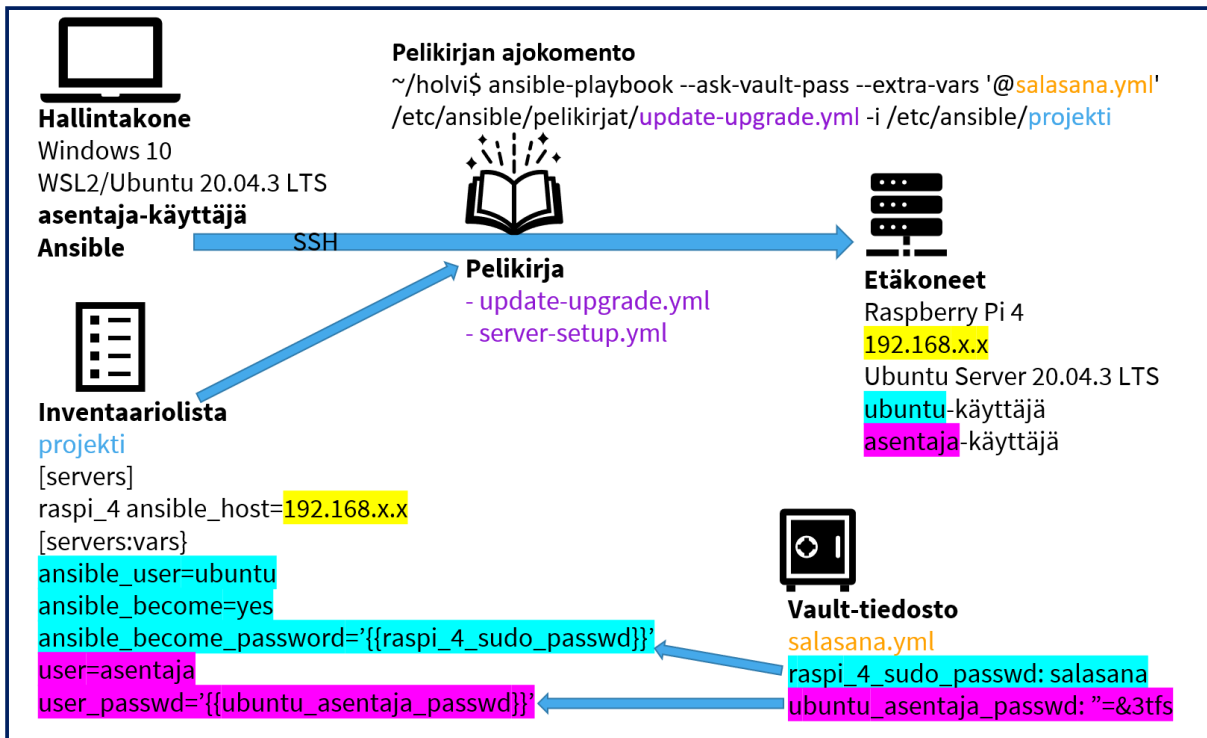 Hallintakone
Windows 10
WSL2/Ubuntu 20.04.3 LTS
asentaja-käyttäjä
Ansible
Pelikirjan ajokomento
~/holvi$ ansible-playbook --ask-vault-pass --extra-vars '@salasana.yml'
/etc/ansible/pelikirjat/update-upgrade.yml -i /etc/ansible/projekti
SSH
Pelikirja
- update-upgrade.yml
- server-setup.yml
Etäkoneet
Raspberry Pi 4
192.168.x.x
Ubuntu Server 20.04.3 LTS
ubuntu-käyttäjä
asentaja-käyttäjä
Inventaariolista
projekti
[servers]
raspi_4 ansible_host=192.168.x.x
[servers:vars}
ansible_user=ubuntu
ansible_become=yes
ansible_become_password=’{{raspi_4_sudo_passwd}}’
user=asentaja
user_passwd=’{{ubuntu_asentaja_passwd}}’
Vault-tiedosto
salasana.yml
raspi_4_sudo_passwd: salasana
ubuntu_asentaja_passwd: ”=&3tfs